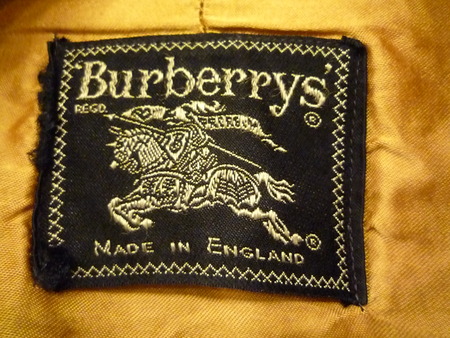 Burberrys'
REGD.
®
®
MADE IN ENGLAND